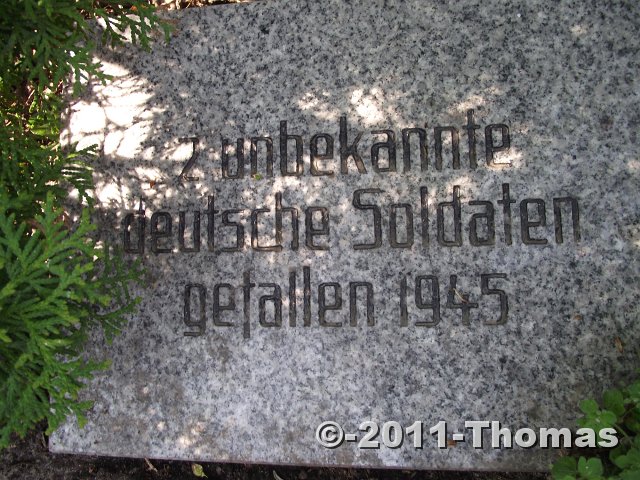 2 unbekannte
deutsche Soldaten
gefallen 1945
©-2011-Thomas